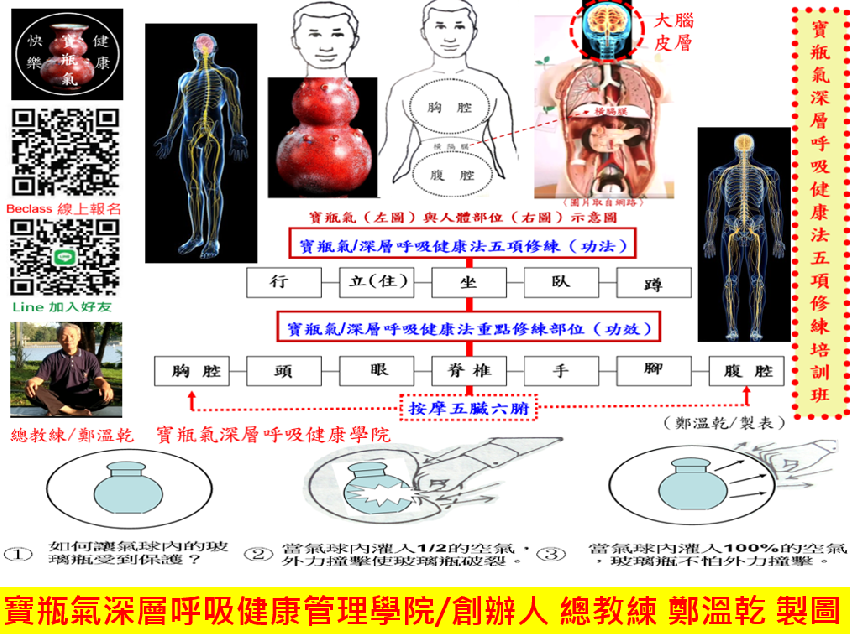 快樂 寶瓶氣 健康
Beclass 線上報名
Line 加入好友
總教練/鄭溫乾
大腦
皮層
胸腔
橫膈膜
腹腔
橫膈膜
(圖片取自網路)
寶瓶氣（左圖）與人體部位（右圖）示意圖
寶瓶氣/深層呼吸健康法五項修練（功法）
行 立(住) 坐 臥 蹲
寶瓶氣/深層呼吸健康法重點修練部位（功效）
胸腔 頭 眼 脊椎 手 腳 腹腔
按摩五臟六腑
（鄭溫乾/製表）
寶瓶氣深層呼吸健康法五項修練培訓班
寶瓶氣深層呼吸健康學院
① 如何讓氣球內的玻
璃瓶受到保護？
② 當氣球內灌入1/2的空氣，
外力撞擊使玻璃瓶破裂。
③ 當氣球內灌入100%的空氣
，玻璃瓶不怕外力撞擊。
寶瓶氣深層呼吸健康管理學院/創辦人 總教練 鄭溫乾 製圖